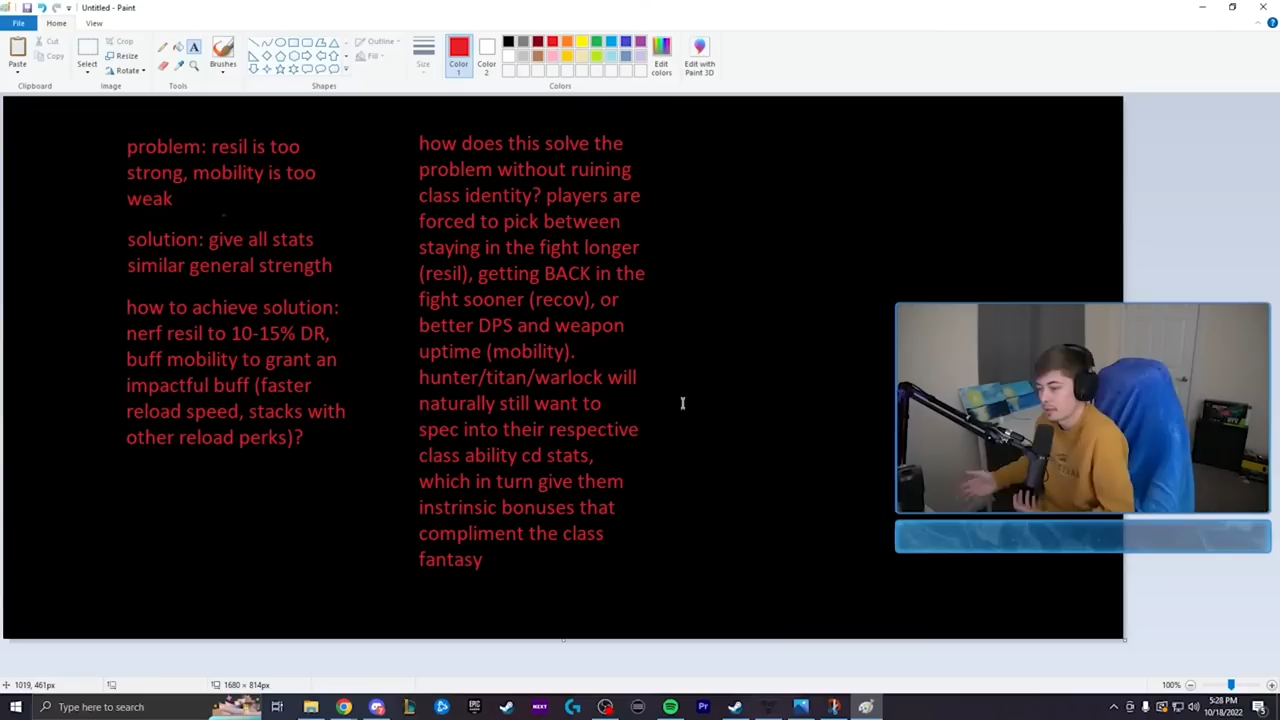 Untitled - Paint
File
Home
View
Paste
Cut
Copy
Clipboard
Select
Crop
Resize
Rotate
Image
A
Tools
Brushes
Shapes
Outline
Fill
Size
Color 1
Color 2
Colors
Edit colors
Edit with Paint 3D
problem: resil is too
strong, mobility is too
weak
solution: give all stats
similar general strength
how to achieve solution:
nerf resil to 10-15% DR,
buff mobility to grant an
impactful buff (faster
reload speed, stacks with
other reload perks)?
how does this solve the
problem without ruining
class identity? players are
forced to pick between
staying in the fight longer
(resil), getting BACK in the
fight sooner (recov), or
better DPS and weapon
uptime (mobility).
hunter/titan/warlock will
naturally still want to
spec into their respective
class ability cd stats,
which in turn give them
instrinsic bonuses that
compliment the class
fantasy
1019, 461px
1680 × 814px
100%
Type here to search
EPIC
NEXT
Pr
5:28 PM
10/18/2022